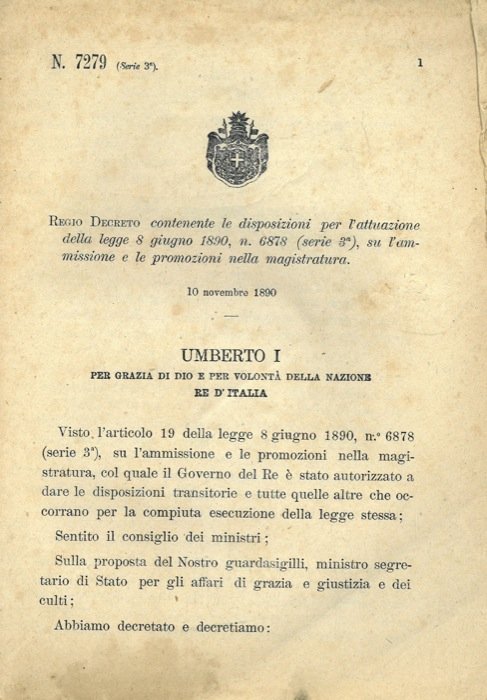 N. 7279 (Serie 3ª).
1
REGIO DECRETO contenente le disposizioni per l'attuazione
della legge 8 giugno 1890, n. 6878 (serie 3ª), su l'am-
missione e le promozioni nella magistratura.
10 novembre 1890
UMBERTO I
PER GRAZIA DI DIO E PER VOLONTÀ DELLA NAZIONE
RE D'ITALIA
Visto l'articolo 19 della legge 8 giugno 1890, n.º 6878
(serie 3ª), su l'ammissione e le promozioni nella magi-
stratura, col quale il Governo del Re è stato autorizzato a
dare le disposizioni transitorie e tutte quelle altre che oc-
corrano per la compiuta esecuzione della legge stessa;
Sentito il consiglio dei ministri;
Sulla proposta del Nostro guardasigilli, ministro segre-
tario di Stato per gli affari di grazia e giustizia e dei
culti;
Abbiamo decretato e decretiamo: